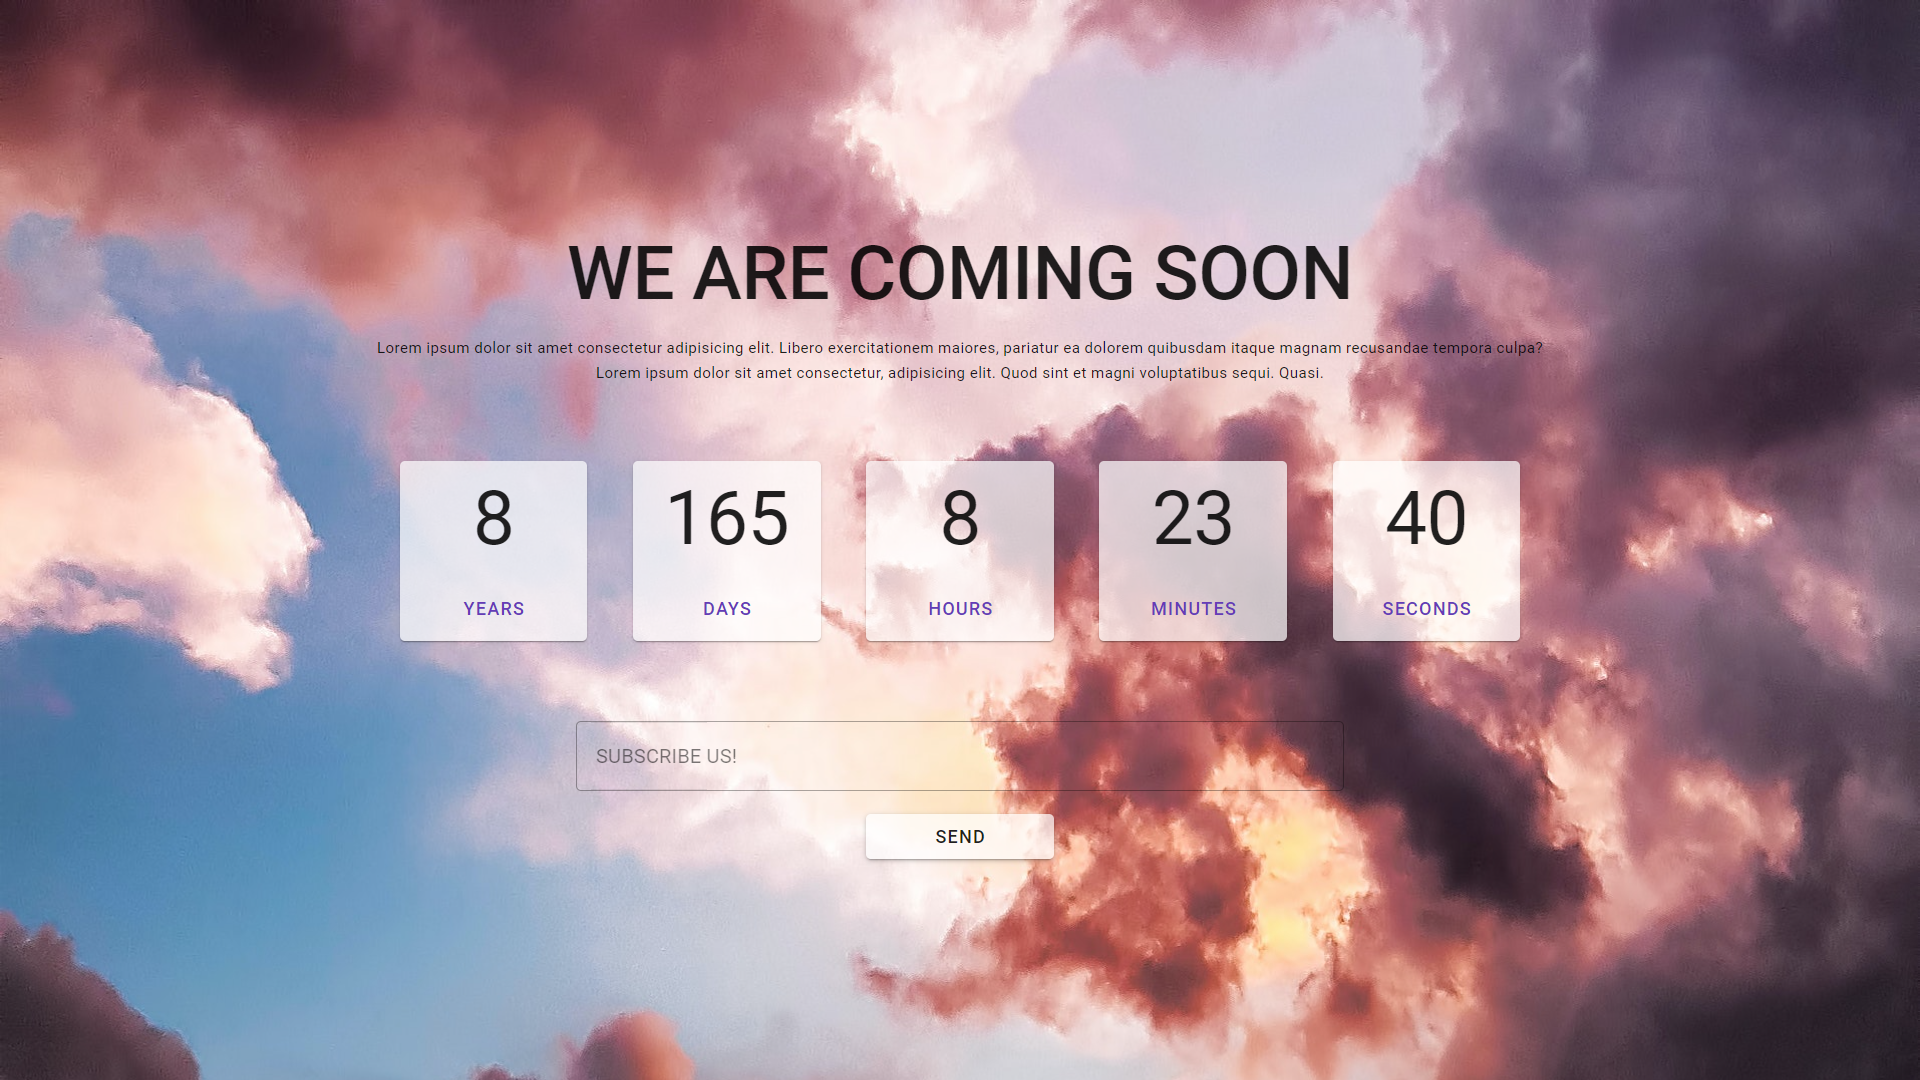 WE ARE COMING SOON
Lorem ipsum dolor sit amet consectetur adipisicing elit. Libero exercitationem maiores, pariatur ea dolorem quibusdam itaque magnam recusandae tempora culpa?
Lorem ipsum dolor sit amet consectetur, adipisicing elit. Quod sint et magni voluptatibus sequi. Quasi.
8 165 8 23 40
YEARS DAYS HOURS MINUTES SECONDS
SUBSCRIBE US!
SEND